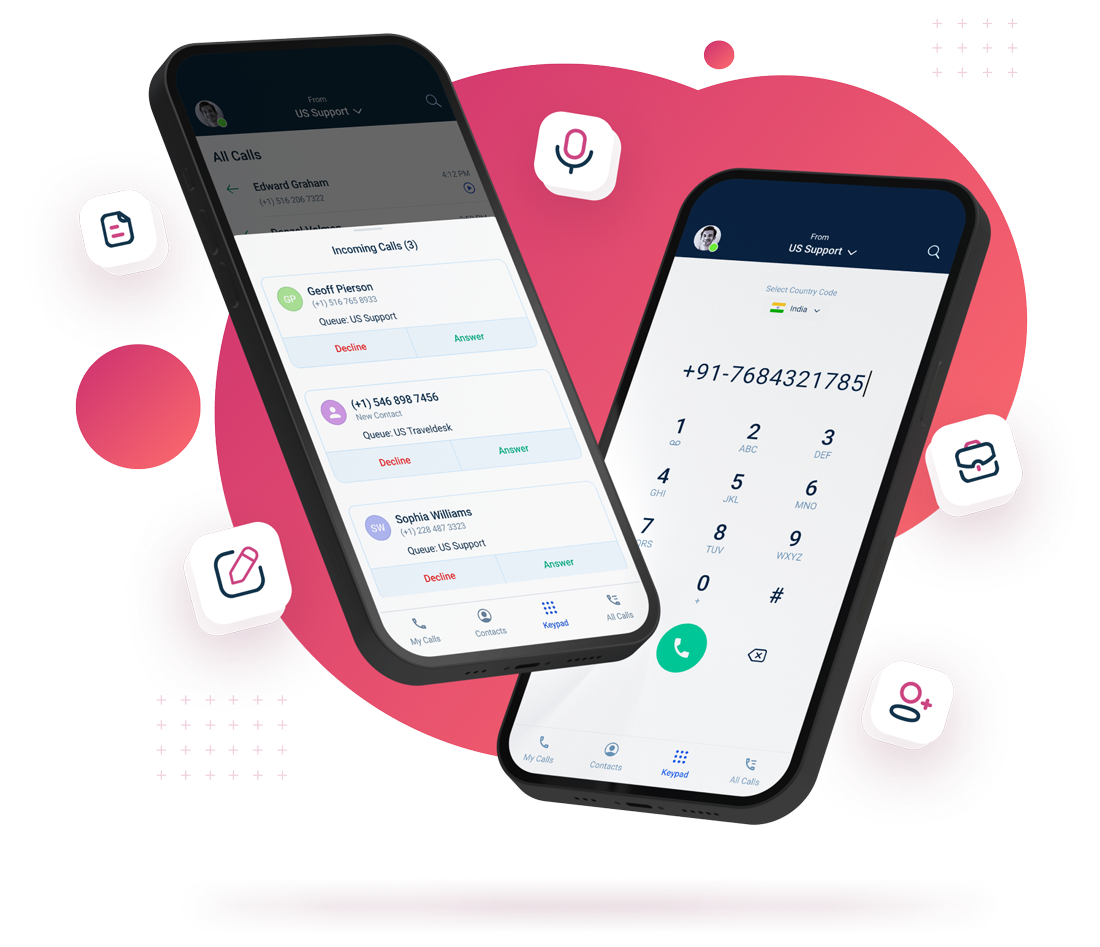 From
US Support
All Calls
Edward Graham
4:12 PM
(+1) 516 206 7322
Incoming Calls (3)
GP
Geoff Pierson
(+1) 516 765 8933
Queue: US Support
Decline
Answer
(+1) 546 898 7456
New Contact
Queue: US Traveldesk
Decline
Answer
SW
Sophia Williams
(+1) 228 487 3323
Queue: US Support
Decline
Answer
My Calls
Contacts
Keypad
All Calls
From
US Support
Select Country Code
India
+91-7684321785
1
2
ABC
3
DEF
4
GHI
5
JKL
6
MNO
7
8
TUV
9
WXYZ
0
+
#
My Calls
Contacts
Keypad
All Calls